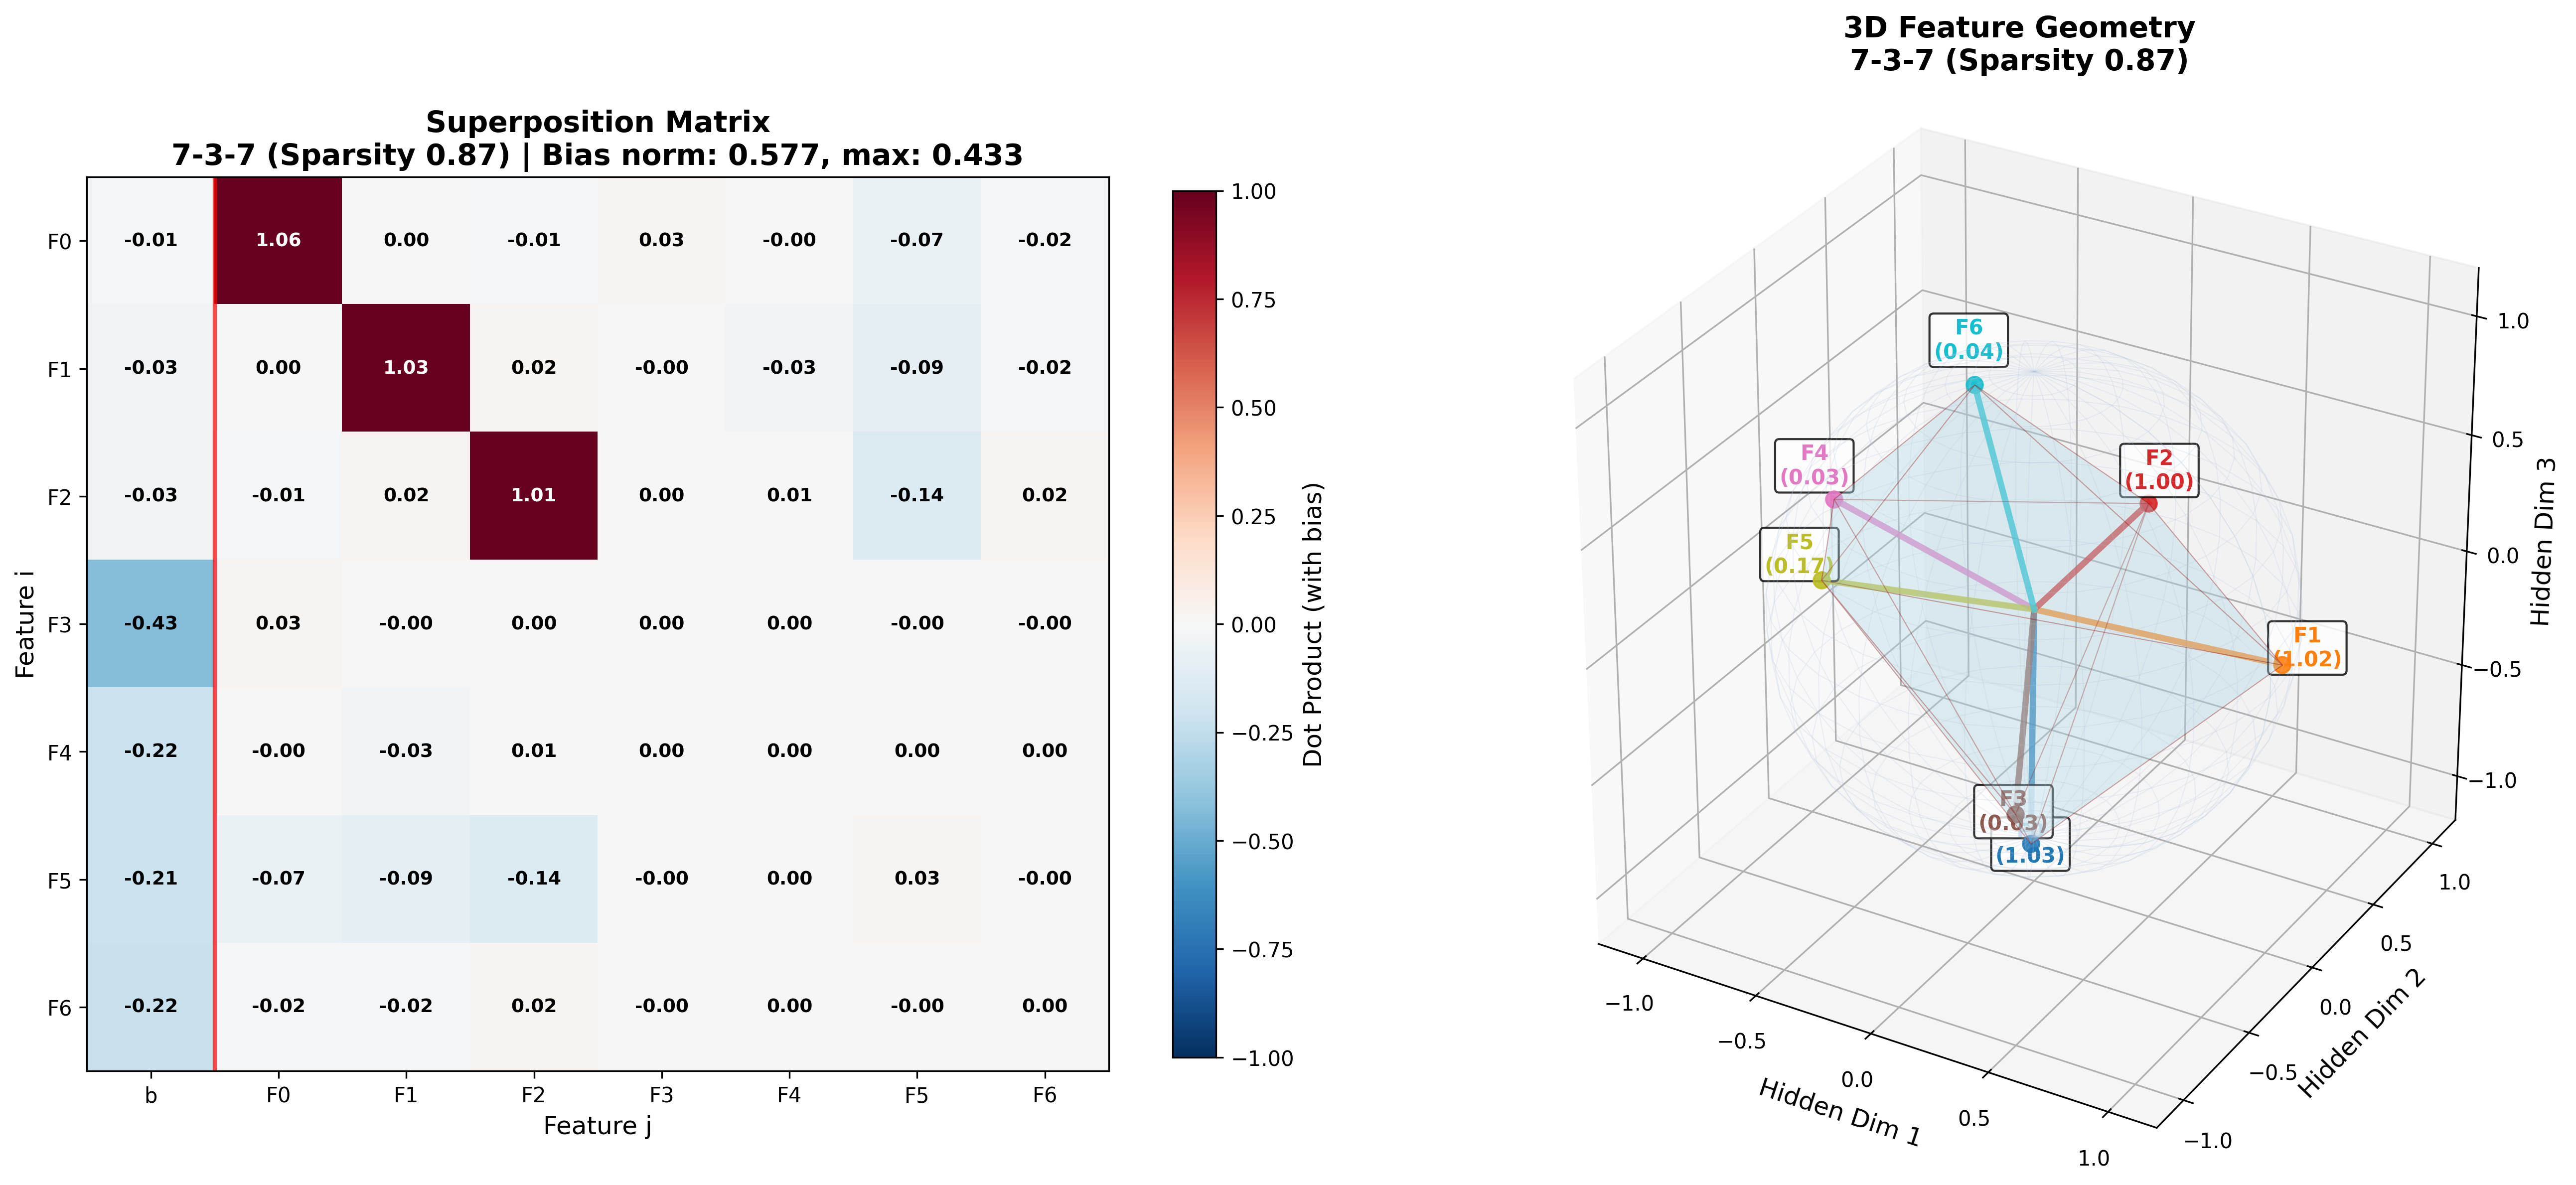 Superposition Matrix
7-3-7 (Sparsity 0.87) | Bias norm: 0.577, max: 0.433
Feature i
F0 -0.01 1.06 0.00 -0.01 0.03 -0.00 -0.07 -0.02
F1 -0.03 0.00 1.03 0.02 -0.00 -0.03 -0.09 -0.02
F2 -0.03 -0.01 0.02 1.01 0.00 0.01 -0.14 0.02
F3 -0.43 0.03 -0.00 0.00 0.00 0.00 -0.00 -0.00
F4 -0.22 -0.00 -0.03 0.01 0.00 0.00 0.00 0.00
F5 -0.21 -0.07 -0.09 -0.14 -0.00 0.00 0.03 -0.00
F6 -0.22 -0.02 -0.02 0.02 -0.00 0.00 -0.00 0.00
b F0 F1 F2 F3 F4 F5 F6
Feature j
1.00
0.75
0.50
0.25
0.00
−0.25
−0.50
−0.75
−1.00
Dot Product (with bias)
3D Feature Geometry
7-3-7 (Sparsity 0.87)
F6
(0.04)
F4
(0.03)
F2
(1.00)
F5
(0.17)
F1
(1.02)
F3
(0.03)
(1.03)
1.0
0.5
0.0
−0.5
−1.0
Hidden Dim 3
1.0
0.5
0.0
−0.5
−1.0
Hidden Dim 2
−1.0
−0.5
0.0
0.5
1.0
Hidden Dim 1